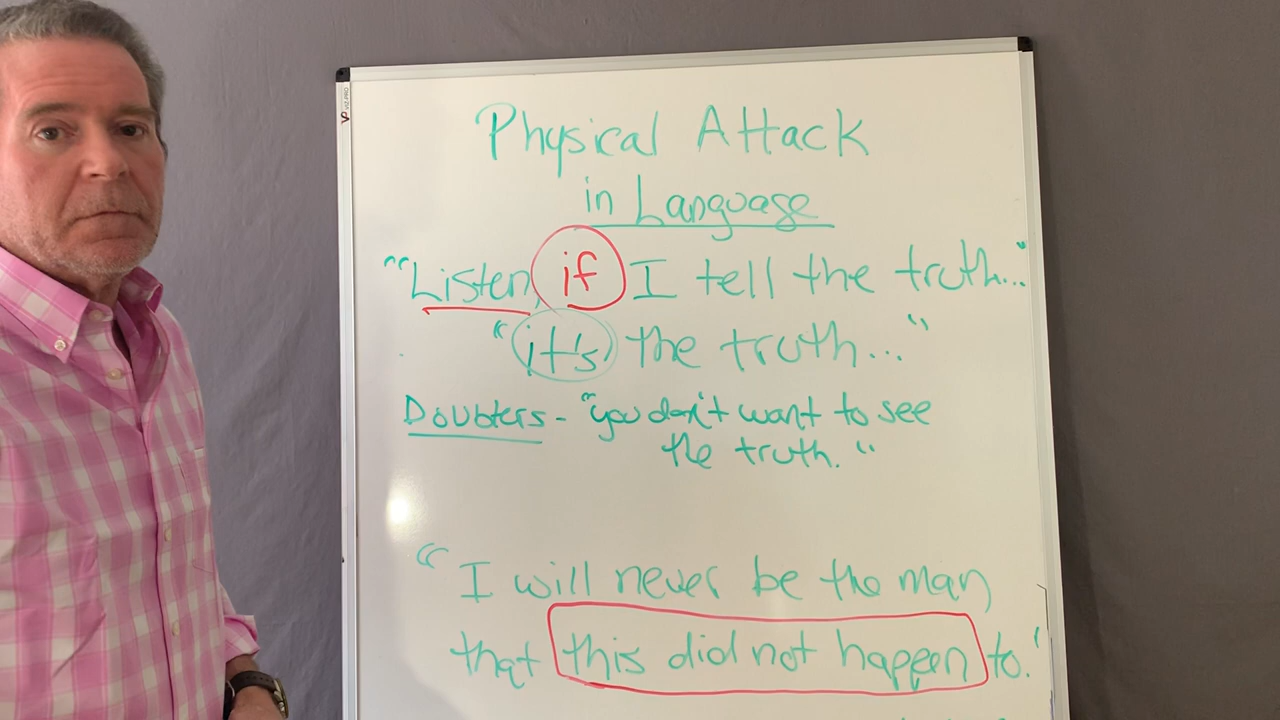 Physical Attack
in Language
"Listen, if I tell the truth..."
"it's the truth..."
Doubters - "you don't want to see
the truth."
"I will never be the man
that this did not happen to."